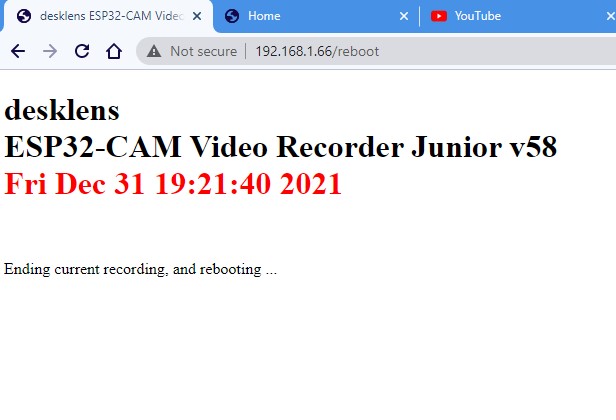 desklens ESP32-CAM Video
Home
YouTube
Not secure
192.168.1.66/reboot
desklens
ESP32-CAM Video Recorder Junior v58
Fri Dec 31 19:21:40 2021
Ending current recording, and rebooting ...